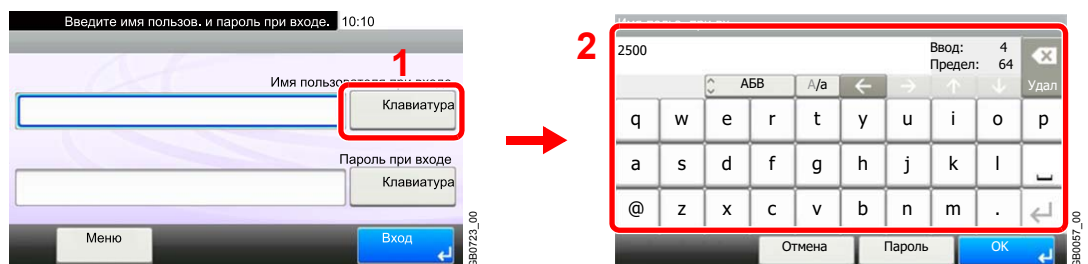 Введите имя пользов. и пароль при входе. 10:10
1
Имя пользователя при входе
Клавиатура
Пароль при входе
Клавиатура
Меню
Вход
GB0723_00
2
2500
Ввод: 4
Предел: 64
АБВ
A/a
Удал
q w e r t y u i o p
a s d f g h j k l
@ z x c v b n m .
Отмена
Пароль
OK
GB0057_00